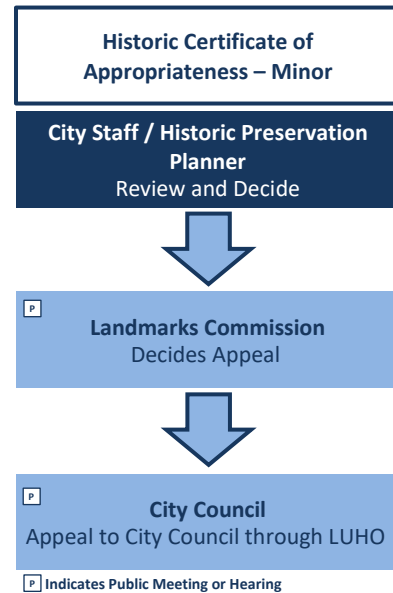 Historic Certificate of
Appropriateness – Minor
City Staff / Historic Preservation
Planner
Review and Decide
P
Landmarks Commission
Decides Appeal
P
City Council
Appeal to City Council through LUHO
P Indicates Public Meeting or Hearing